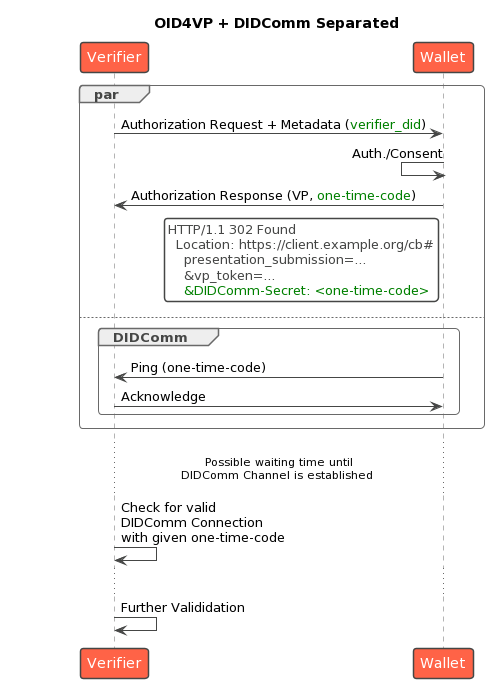 OID4VP + DIDComm Separated
Verifier
Wallet
par
Authorization Request + Metadata (verifier_did)
Auth./Consent
Authorization Response (VP, one-time-code)
HTTP/1.1 302 Found
Location: https://client.example.org/cb#
presentation_submission=...
&vp_token=...
&DIDComm-Secret: <one-time-code>
DIDComm
Ping (one-time-code)
Acknowledge
Possible waiting time until
DIDComm Channel is established
Check for valid
DIDComm Connection
with given one-time-code
Further Valididation
Verifier
Wallet